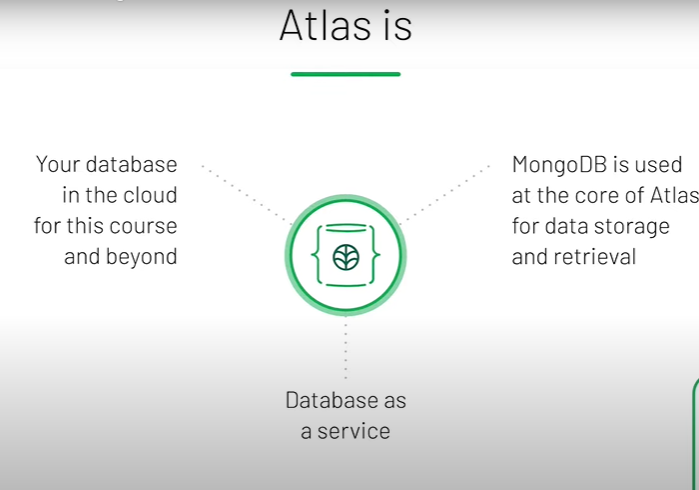 Atlas is
Your database
in the cloud
for this course
and beyond
MongoDB is used
at the core of Atlas
for data storage
and retrieval
Database as
a service